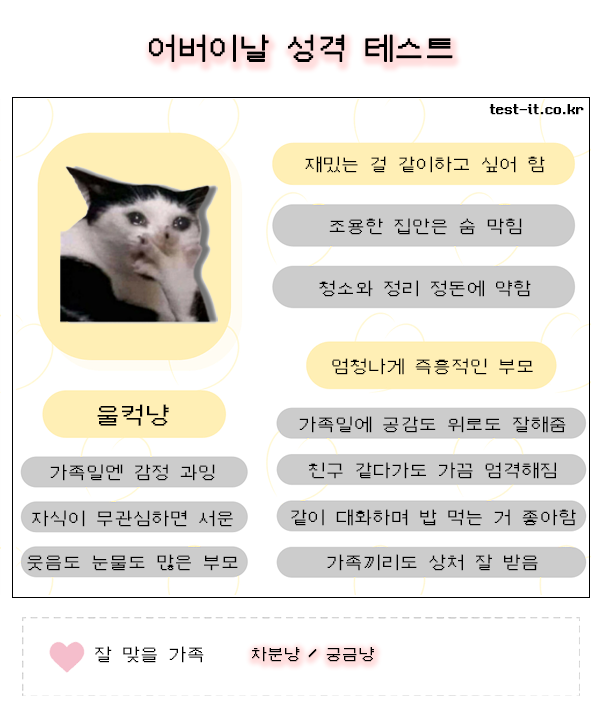 어버이날 성격 테스트
test-it.co.kr
재밌는 걸 같이하고 싶어 함
조용한 집안은 숨 막힘
청소와 정리 정돈에 약함
엄청나게 즉흥적인 부모
울컥냥
가족일엔 감정 과잉
자식이 무관심하면 서운
웃음도 눈물도 많은 부모
가족일에 공감도 위로도 잘해줌
친구 같다가도 가끔 엄격해짐
같이 대화하며 밥 먹는 거 좋아함
가족끼리도 상처 잘 받음
잘 맞을 가족 차분냥 / 궁금냥